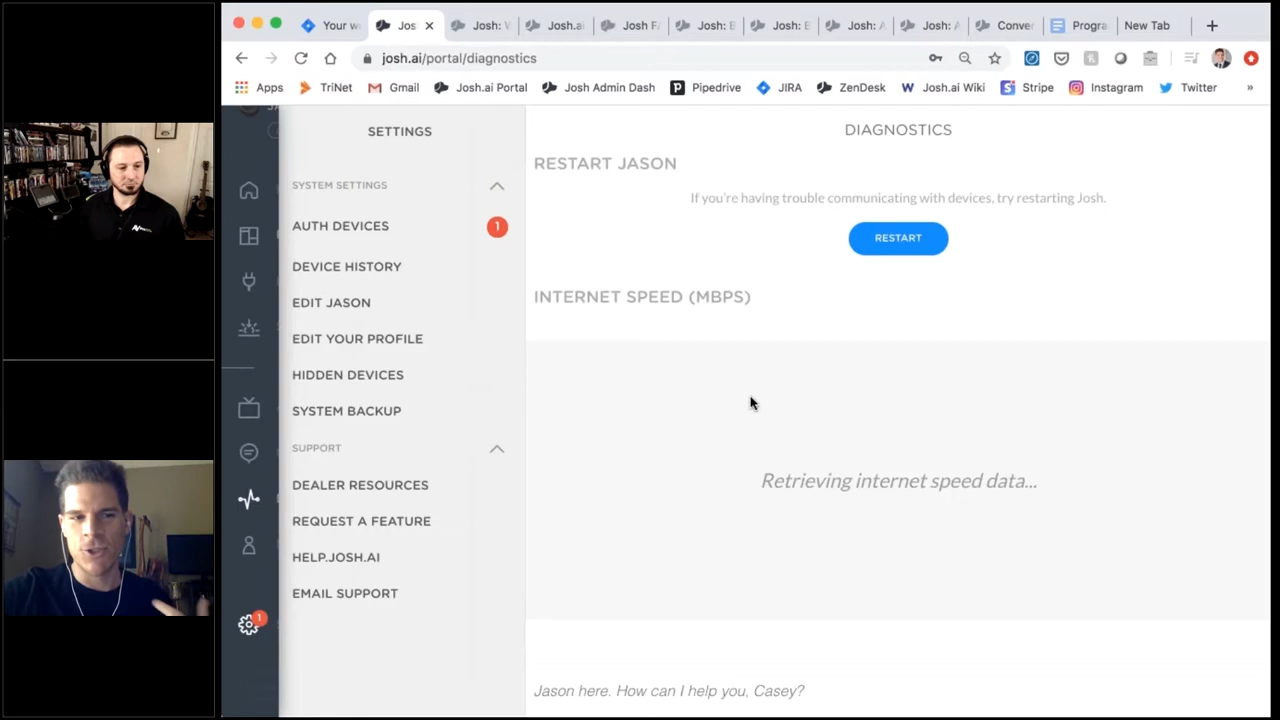 Your w
Jos
Josh: V
Josh.ai
Josh FA
Josh: E
Josh: E
Josh: A
Josh: A
Conver
Progra
New Tab
josh.ai/portal/diagnostics
Apps
TriNet
Gmail
Josh.ai Portal
Josh Admin Dash
Pipedrive
JIRA
ZenDesk
Josh.ai Wiki
Stripe
Instagram
Twitter
»
SETTINGS
SYSTEM SETTINGS
AUTH DEVICES
1
DEVICE HISTORY
EDIT JASON
EDIT YOUR PROFILE
HIDDEN DEVICES
SYSTEM BACKUP
SUPPORT
DEALER RESOURCES
REQUEST A FEATURE
HELP.JOSH.AI
EMAIL SUPPORT
1
DIAGNOSTICS
RESTART JASON
If you're having trouble communicating with devices, try restarting Josh.
RESTART
INTERNET SPEED (MBPS)
Retrieving internet speed data...
Jason here. How can I help you, Casey?